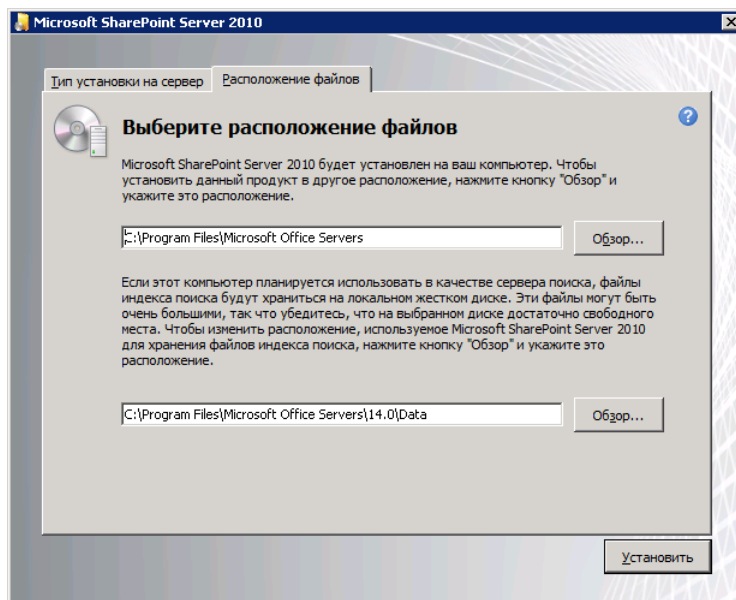 Microsoft SharePoint Server 2010
Тип установки на сервер
Расположение файлов
Выберите расположение файлов
Microsoft SharePoint Server 2010 будет установлен на ваш компьютер. Чтобы
установить данный продукт в другое расположение, нажмите кнопку "Обзор" и
укажите это расположение.
C:\Program Files\Microsoft Office Servers
Обзор...
Если этот компьютер планируется использовать в качестве сервера поиска, файлы
индекса поиска будут храниться на локальном жестком диске. Эти файлы могут быть
очень большими, так что убедитесь, что на выбранном диске достаточно свободного
места. Чтобы изменить расположение, используемое Microsoft SharePoint Server 2010
для хранения файлов индекса поиска, нажмите кнопку "Обзор" и укажите это
расположение.
C:\Program Files\Microsoft Office Servers\14.0\Data
Обзор...
Установить